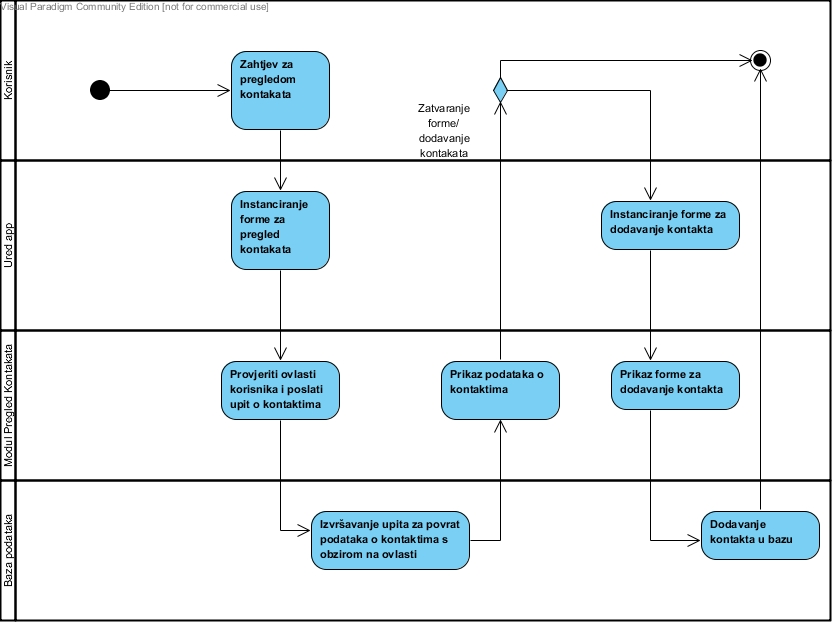 Visual Paradigm Community Edition [not for commercial use]
Korisnik
Zahtjev za
pregledom
kontakata
Zatvaranje
forme/
dodavanje
kontakata
Ured app
Instanciranje
forme za
pregled
kontakata
Instanciranje forme za
dodavanje kontakta
Modul Pregled Kontakata
Provjeriti ovlasti
korisnika i poslati
upit o kontaktima
Prikaz podataka o
kontaktima
Prikaz forme za
dodavanje kontakta
Baza podataka
Izvršavanje upita za povrat
podataka o kontaktima s
obzirom na ovlasti
Dodavanje
kontakta u bazu